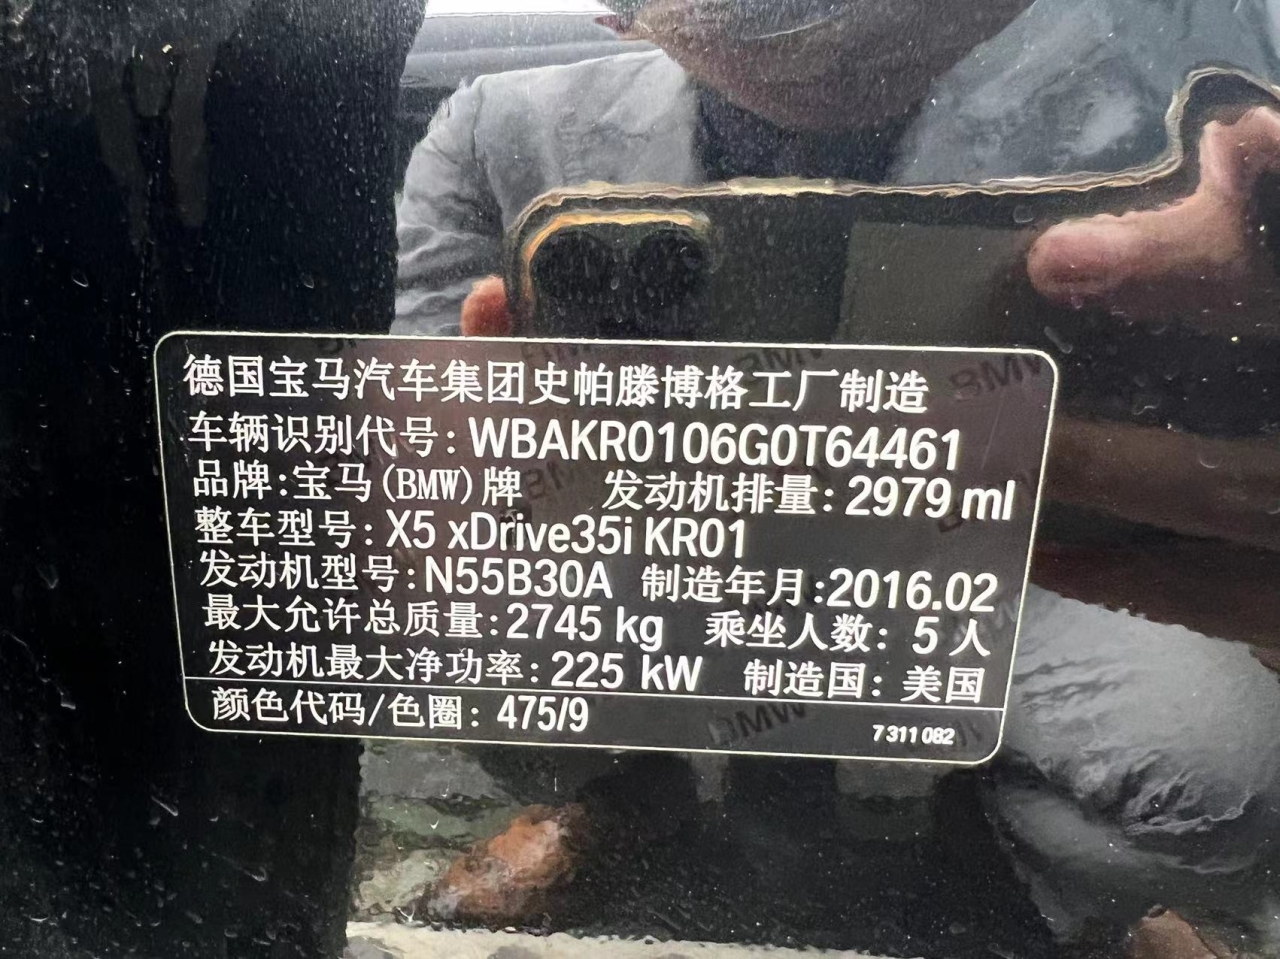 德国宝马汽车集团史帕滕博格工厂制造
车辆识别代号: WBAKR0106G0T64461
品牌:宝马(BMW)牌 发动机排量: 2979 ml
整车型号: X5 xDrive35i KR01
发动机型号:N55B30A 制造年月:2016.02
最大允许总质量:2745 kg 乘坐人数: 5 人
发动机最大净功率: 225 kW 制造国: 美国
颜色代码/色圈: 475/9
7 311 082